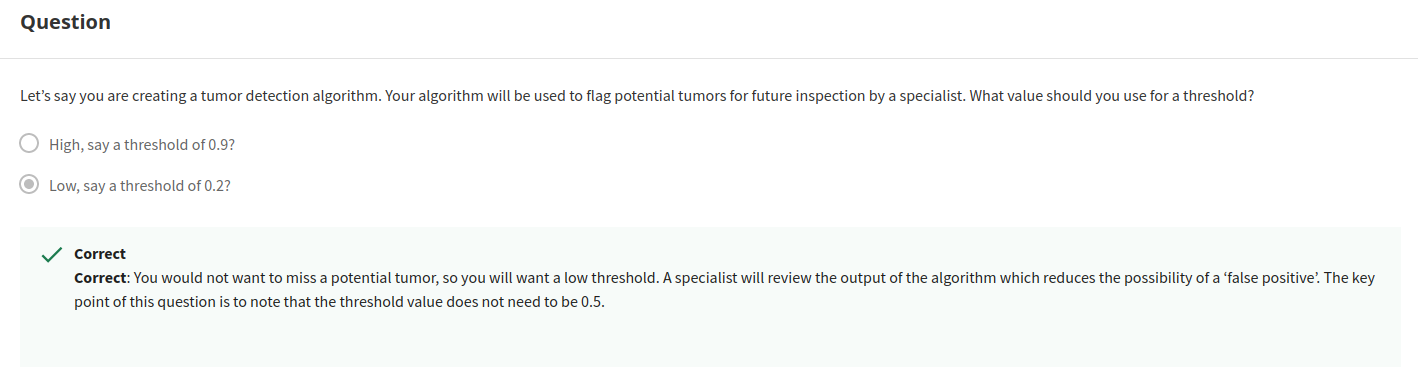 Question
Let’s say you are creating a tumor detection algorithm. Your algorithm will be used to flag potential tumors for future inspection by a specialist. What value should you use for a threshold?
High, say a threshold of 0.9?
Low, say a threshold of 0.2?
Correct
Correct: You would not want to miss a potential tumor, so you will want a low threshold. A specialist will review the output of the algorithm which reduces the possibility of a ‘false positive’. The key
point of this question is to note that the threshold value does not need to be 0.5.